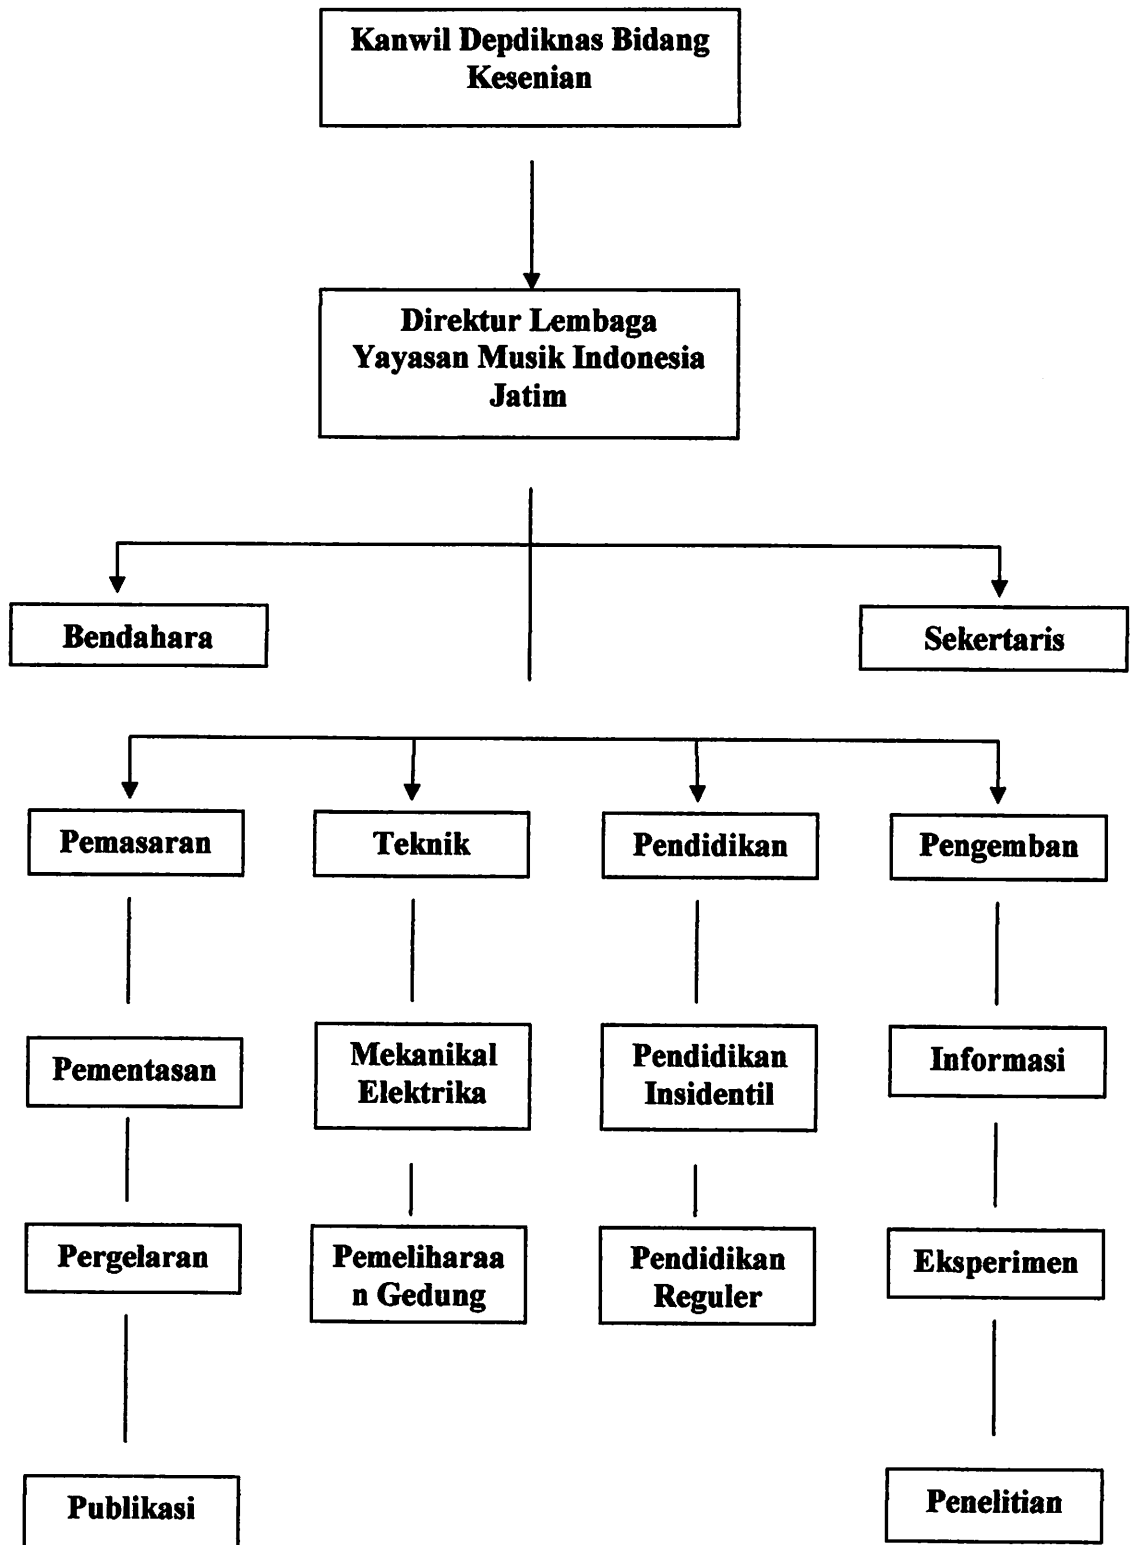 Kanwil Depdiknas Bidang
Kesenian
Direktur Lembaga
Yayasan Musik Indonesia
Jatim
Bendahara
Sekertaris
Pemasaran
Teknik
Pendidikan
Pengemban
Pementasan
Mekanikal
Elektrika
Pendidikan
Insidentil
Informasi
Pergelaran
Pemeliharaa
n Gedung
Pendidikan
Reguler
Eksperimen
Publikasi
Penelitian